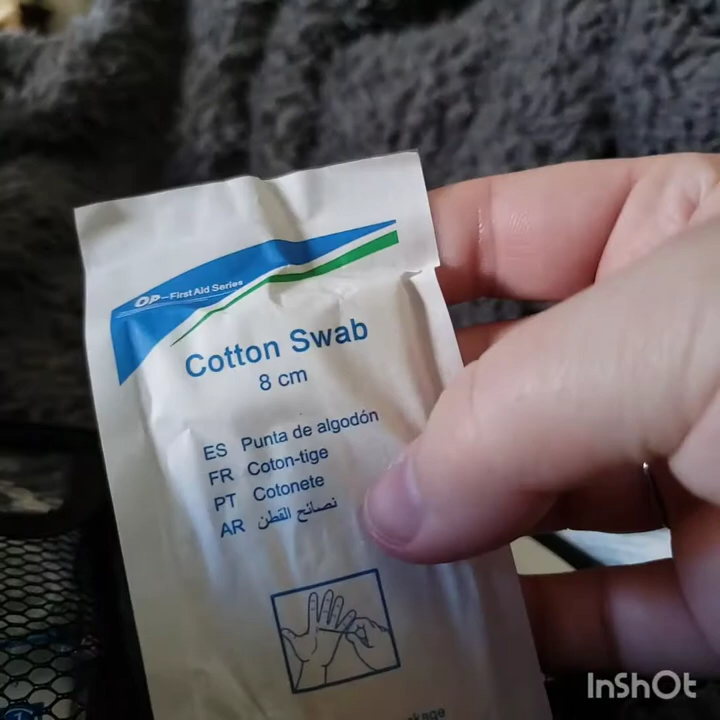 OP-First Aid Series
Cotton Swab
8 cm
ES Punta de algodón
FR Coton-tige
PT Cotonete
AR نصائح القطن
InShOt